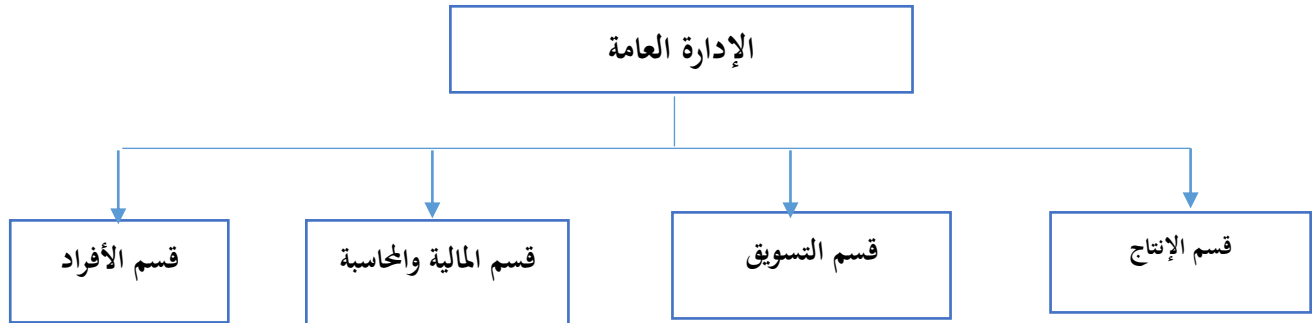 الإدارة العامة
قسم الإنتاج
قسم التسويق
قسم المالية والمحاسبة
قسم الأفراد